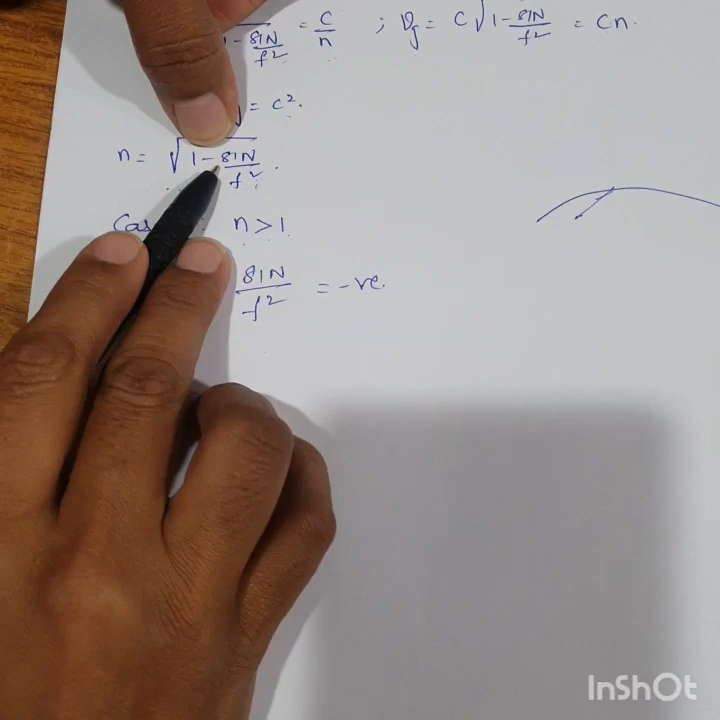 1 - 81N/f² = C/n ; vg = C√1 - 81N/f² = Cn.
= C².
n = √1 - 81N/f².
n > 1
81N/f² = -ve.
InShOt